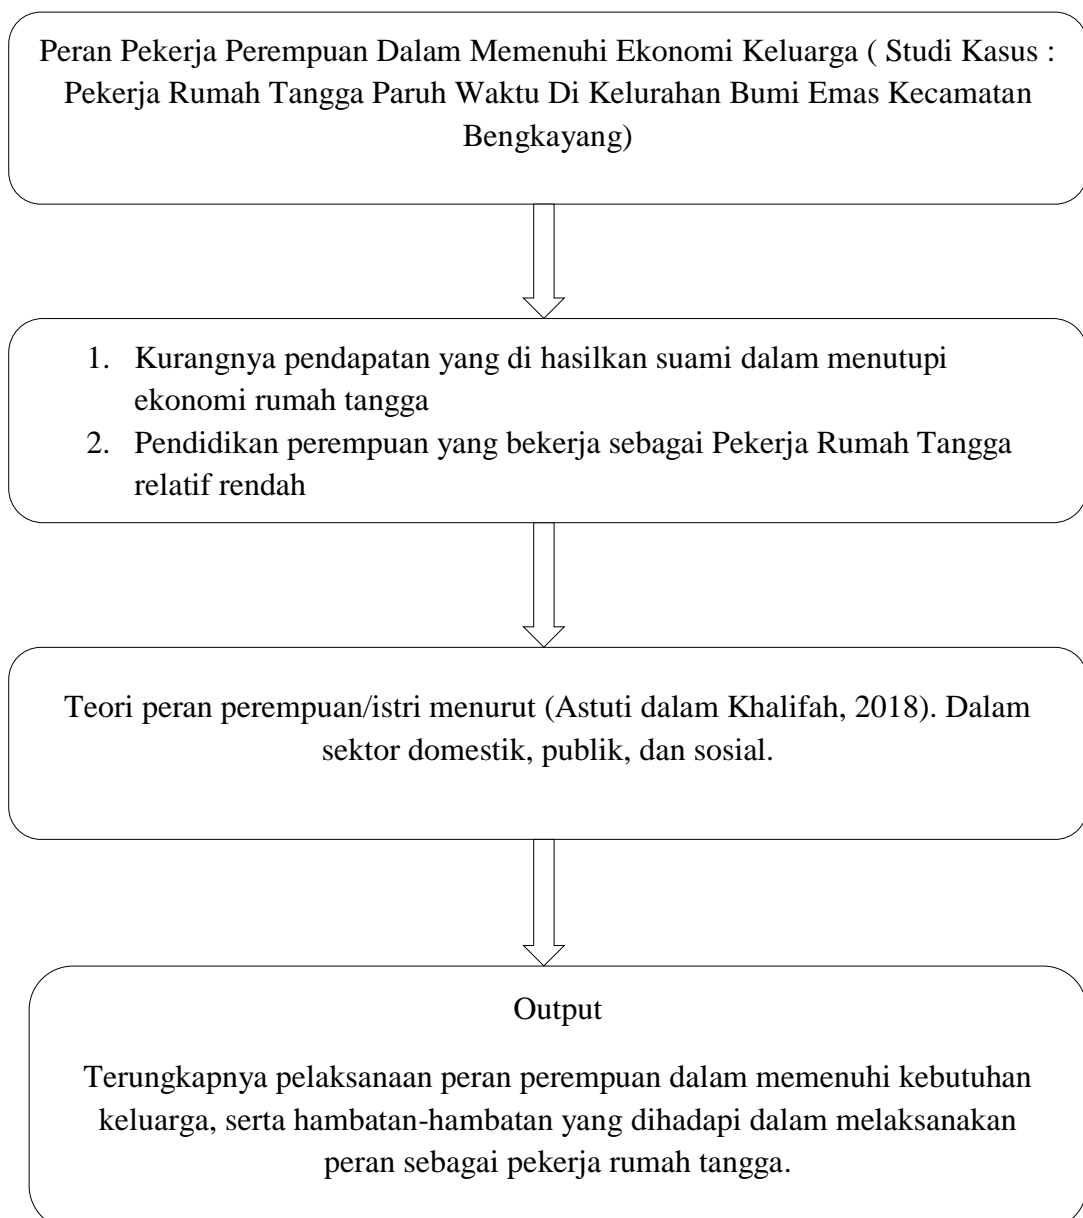 Peran Pekerja Perempuan Dalam Memenuhi Ekonomi Keluarga ( Studi Kasus :
Pekerja Rumah Tangga Paruh Waktu Di Kelurahan Bumi Emas Kecamatan
Bengkayang)
1. Kurangnya pendapatan yang di hasilkan suami dalam menutupi
ekonomi rumah tangga
2. Pendidikan perempuan yang bekerja sebagai Pekerja Rumah Tangga
relatif rendah
Teori peran perempuan/istri menurut (Astuti dalam Khalifah, 2018). Dalam
sektor domestik, publik, dan sosial.
Output
Terungkapnya pelaksanaan peran perempuan dalam memenuhi kebutuhan
keluarga, serta hambatan-hambatan yang dihadapi dalam melaksanakan
peran sebagai pekerja rumah tangga.